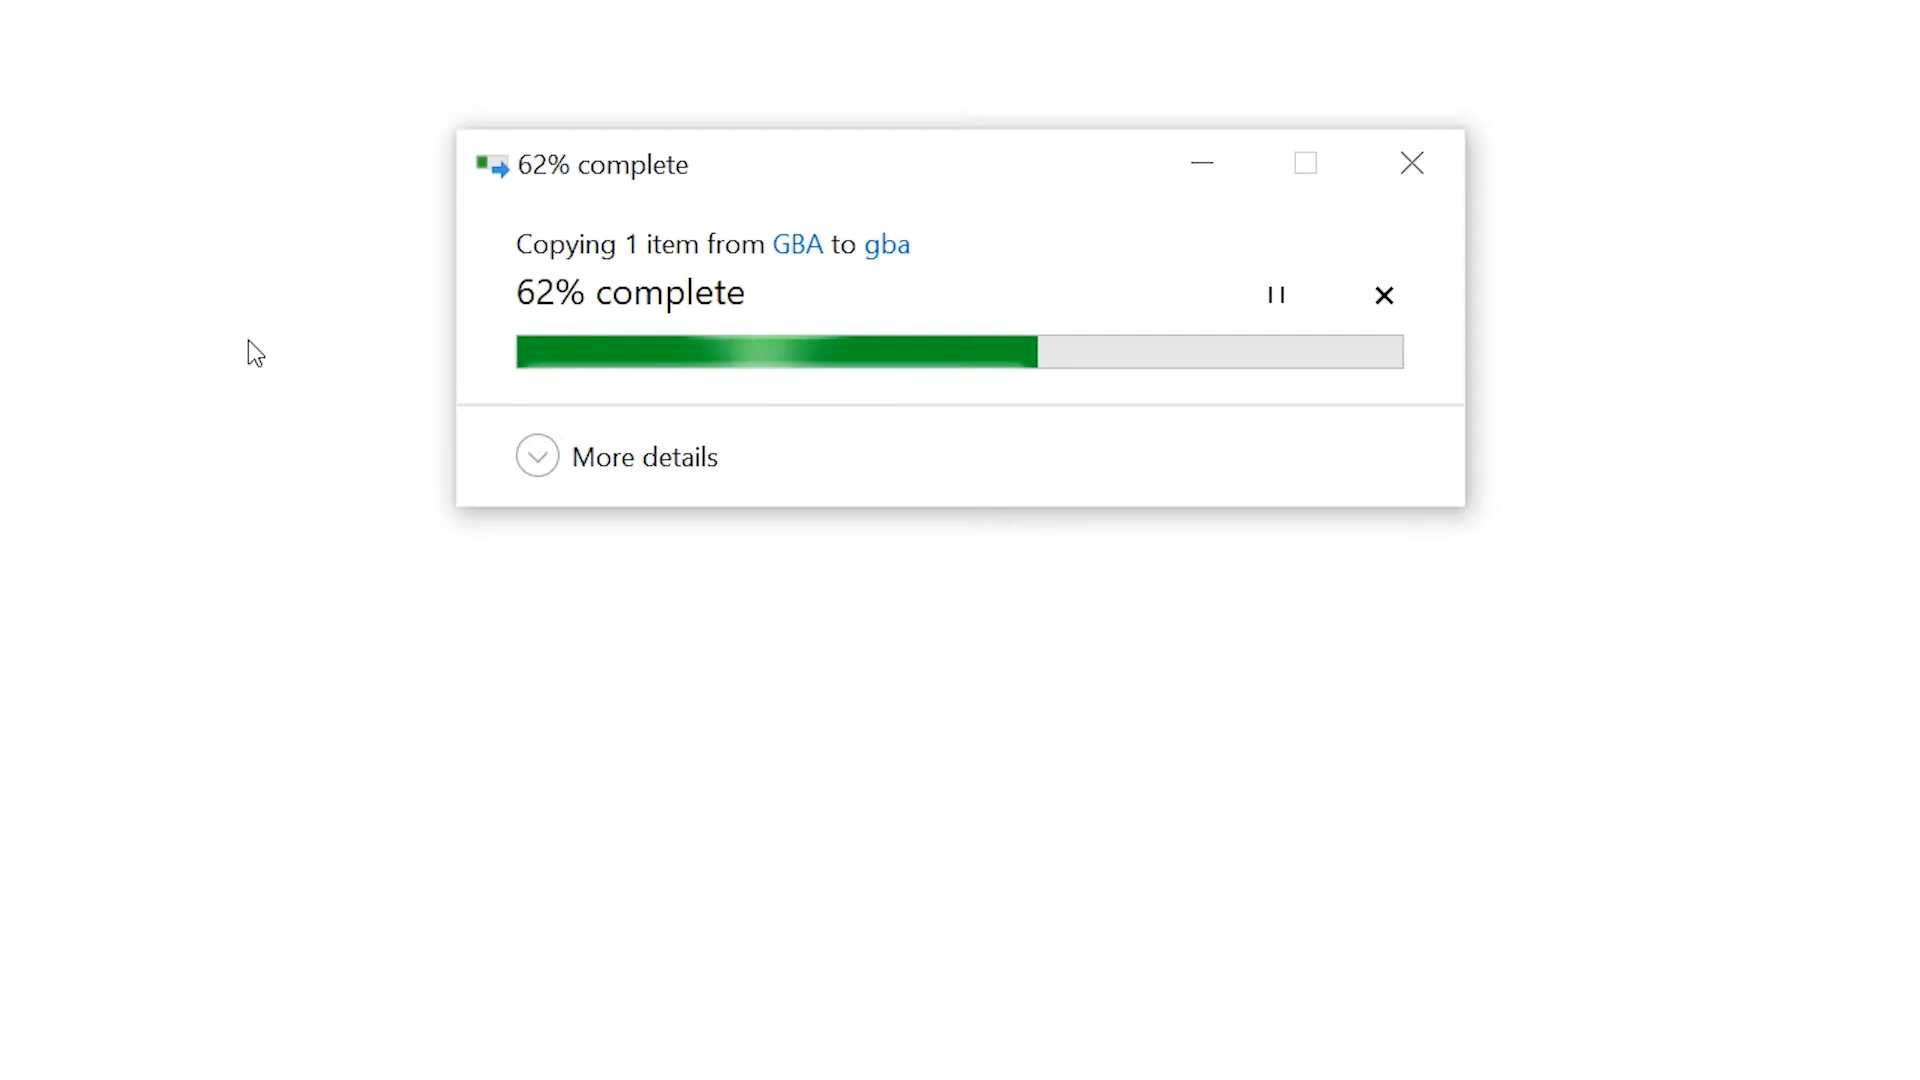 62% complete
Copying 1 item from GBA to gba
62% complete
More details